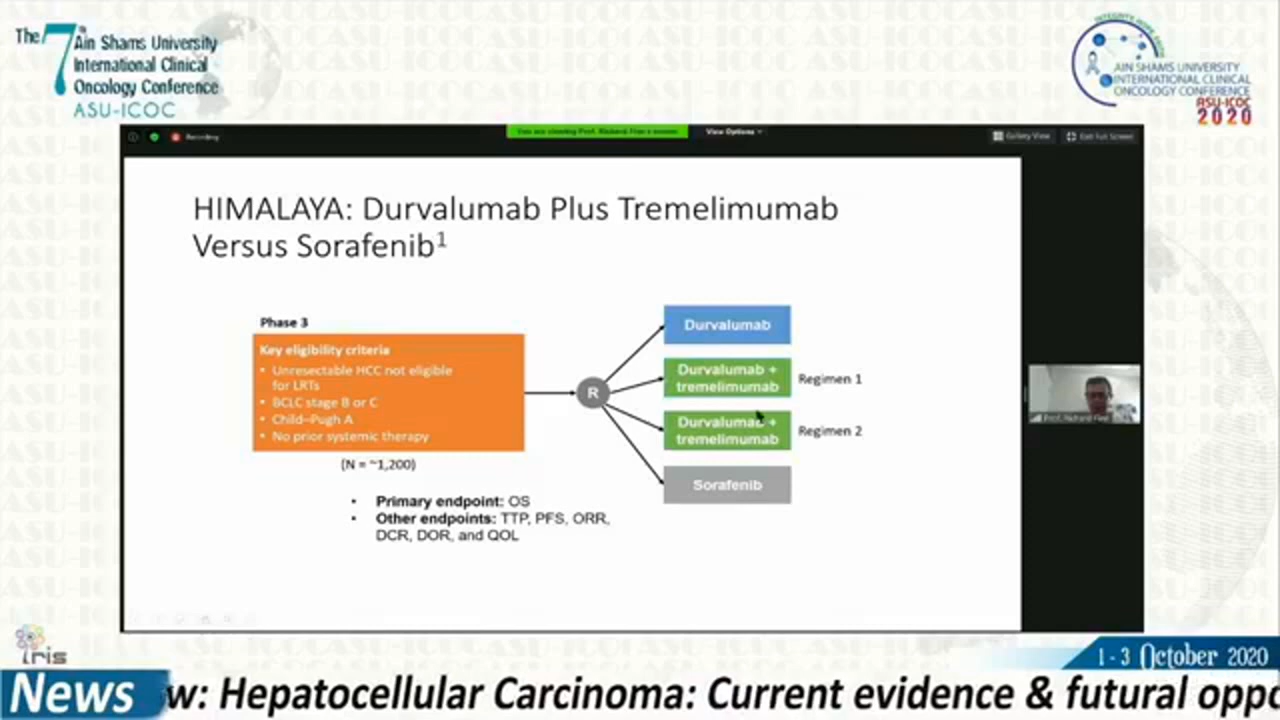 The 7
Ain Shams University
International Clinical
Oncology Conference
ASU-ICOC
INTEGRITY, HOPE, 2020
AIN SHAMS UNIVERSITY
INTERNATIONAL CLINICAL
ONCOLOGY CONFERENCE
ASU-ICOC
2020
Recording
You are viewing Prof. Richard Finn's screen
View Options
Gallery View
Exit Full Screen
HIMALAYA: Durvalumab Plus Tremelimumab
Versus Sorafenib1
Phase 3
Key eligibility criteria
• Unresectable HCC not eligible
for LRTs
• BCLC stage B or C
• Child–Pugh A
• No prior systemic therapy
(N = ~1,200)
R
Durvalumab
Durvalumab +
tremelimumab
Regimen 1
Durvalumab +
tremelimumab
Regimen 2
Sorafenib
• Primary endpoint: OS
• Other endpoints: TTP, PFS, ORR,
DCR, DOR, and QOL
Prof. Richard Finn
iris
1 - 3 October 2020
News
w: Hepatocellular Carcinoma: Current evidence & futural oppo